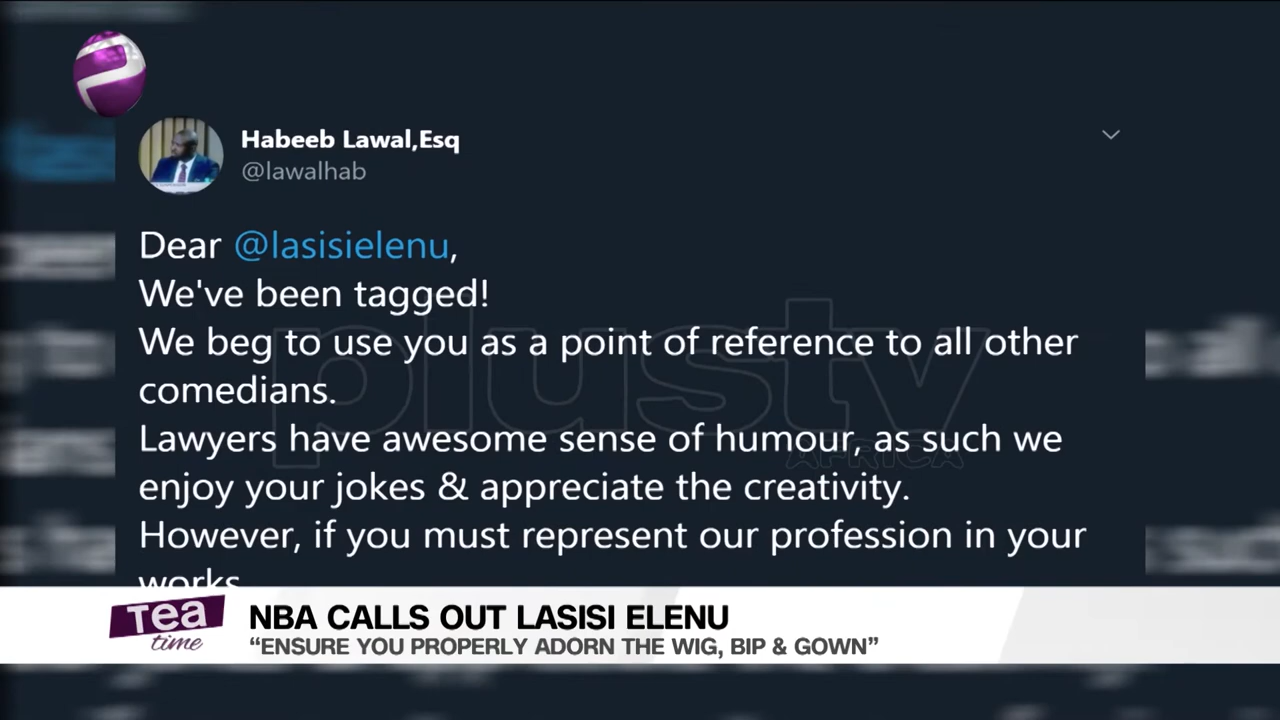 Habeeb Lawal,Esq
@lawalhab
Dear @lasisielenu,
We've been tagged!
We beg to use you as a point of reference to all other
comedians.
Lawyers have awesome sense of humour, as such we
enjoy your jokes & appreciate the creativity.
However, if you must represent our profession in your
works
plustv
AFRICA
Tea
time
NBA CALLS OUT LASISI ELENU
“ENSURE YOU PROPERLY ADORN THE WIG, BIP & GOWN”